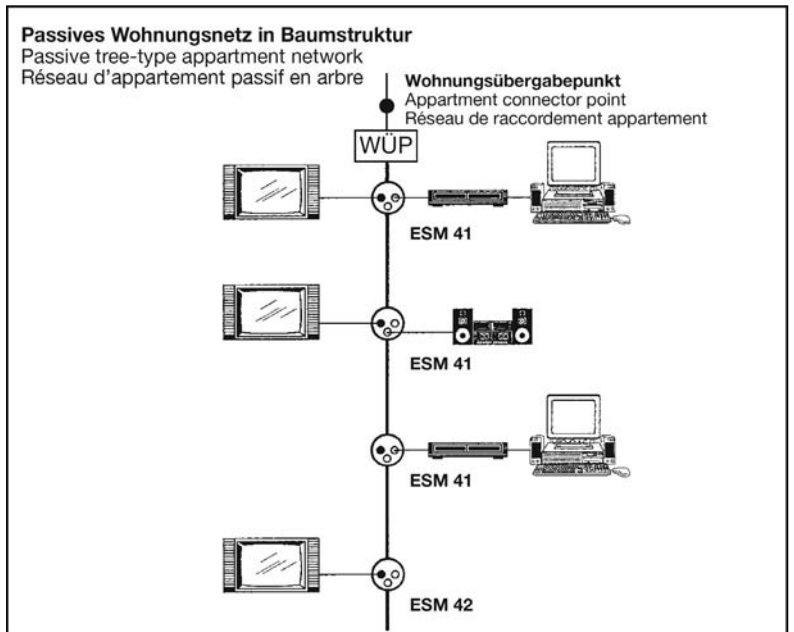 Passives Wohnungsnetz in Baumstruktur
Passive tree-type appartment network
Réseau d'appartement passif en arbre
Wohnungsübergabepunkt
Appartment connector point
Réseau de raccordement appartement
WÜP
ESM 41
ESM 41
ESM 41
ESM 42